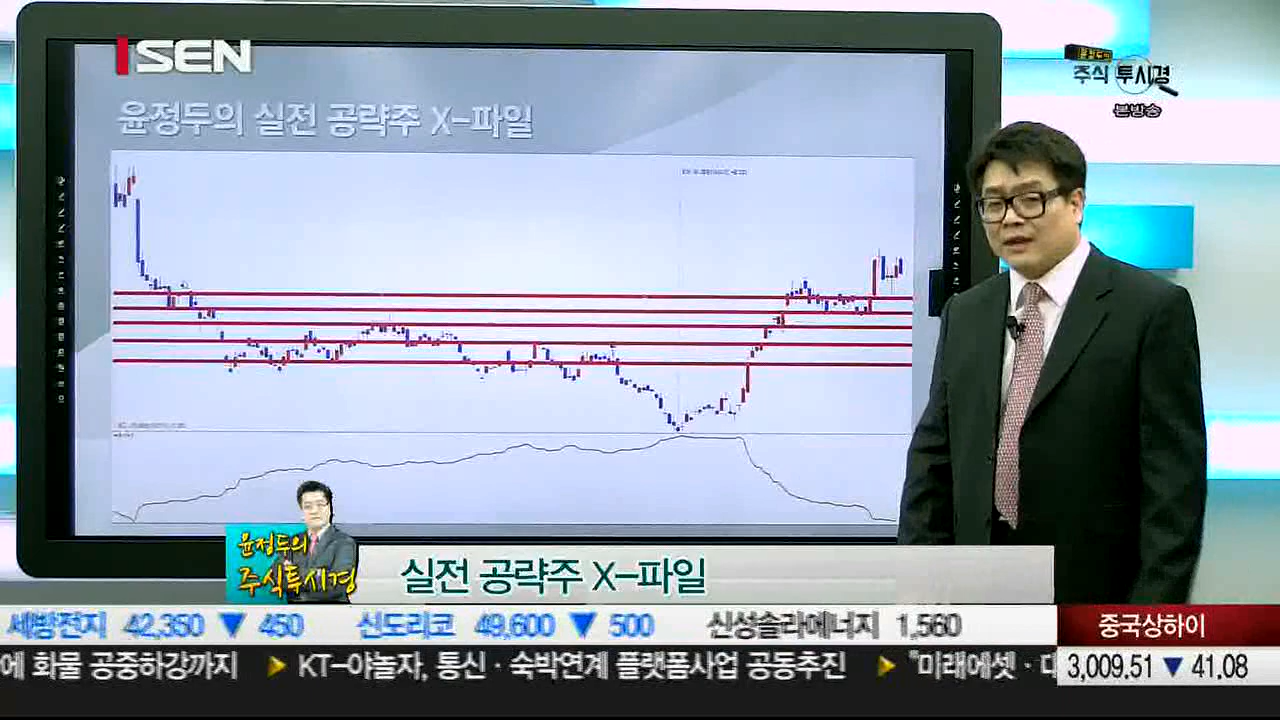 SEN
윤정두의
주식 투시경
본방송
윤정두의 실전 공략주 X-파일
윤정두의
주식투시경
실전 공략주 X-파일
세방전지 42,350 ▼ 450 신도리코 49,600 ▼ 500 신성솔라에너지 1,560
중국상하이
에 화물 공중하강까지 ▶ KT-야놀자, 통신·숙박연계 플랫폼사업 공동추진 ▶ "미래에셋·대
3,009.51 ▼ 41.08